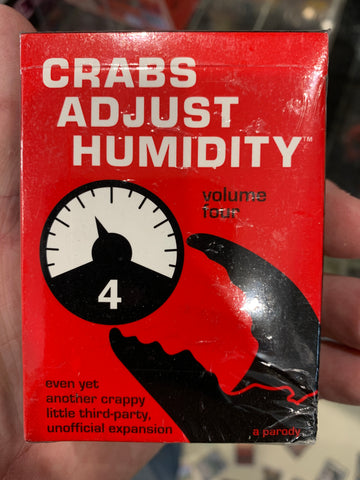 CRABS
ADJUST
HUMIDITY™
volume
four
4
even yet
another crappy
little third-party,
unofficial expansion
a parody